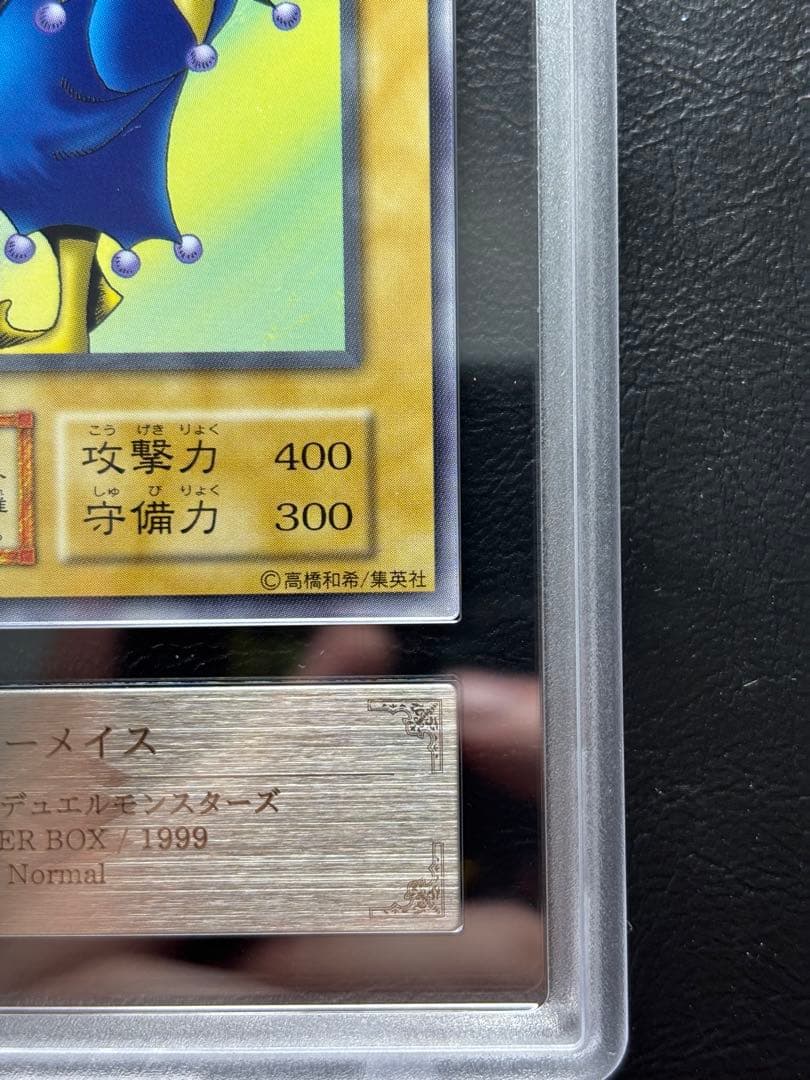 こう げき りょく
攻撃力 400
しゅ び りょく
守備力 300
©高橋和希/集英社
ーメイス
デュエルモンスターズ
ER BOX / 1999
Normal